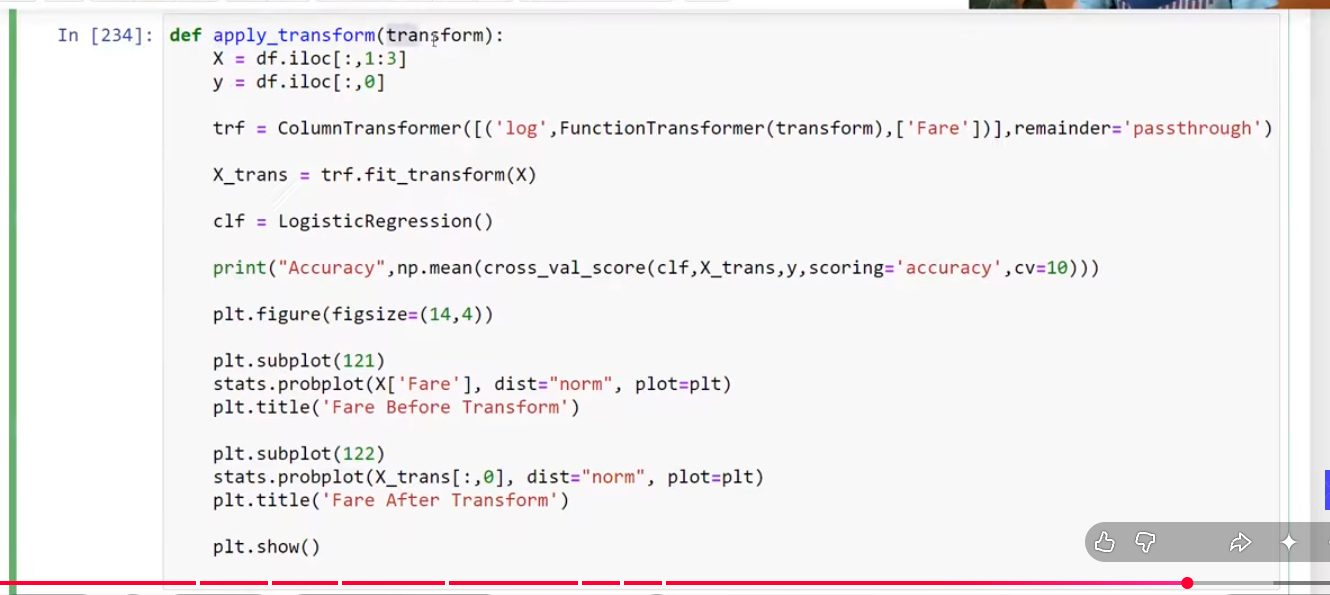 In [234]: def apply_transform(transform):
X = df.iloc[:,1:3]
y = df.iloc[:,0]
trf = ColumnTransformer([('log',FunctionTransformer(transform),['Fare'])],remainder='passthrough')
X_trans = trf.fit_transform(X)
clf = LogisticRegression()
print("Accuracy",np.mean(cross_val_score(clf,X_trans,y,scoring='accuracy',cv=10)))
plt.figure(figsize=(14,4))
plt.subplot(121)
stats.probplot(X['Fare'], dist="norm", plot=plt)
plt.title('Fare Before Transform')
plt.subplot(122)
stats.probplot(X_trans[:,0], dist="norm", plot=plt)
plt.title('Fare After Transform')
plt.show()